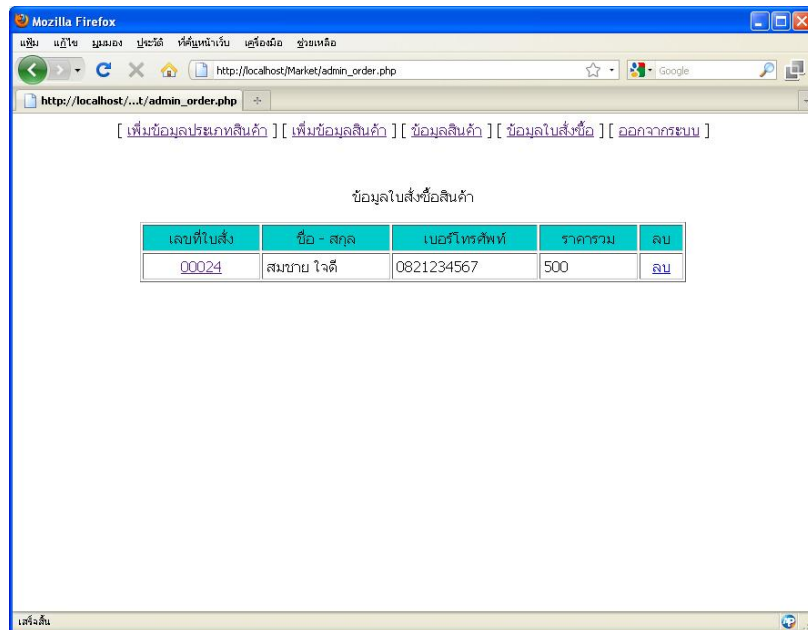 Mozilla Firefox
แฟ้ม แก้ไข มุมมอง ประวัติ ที่คั่นหน้าเว็บ เครื่องมือ ช่วยเหลือ
http://localhost/Market/admin_order.php Google
http://localhost/...t/admin_order.php
[ เพิ่มข้อมูลประเภทสินค้า ] [ เพิ่มข้อมูลสินค้า ] [ ข้อมูลสินค้า ] [ ข้อมูลใบสั่งซื้อ ] [ ออกจากระบบ ]
ข้อมูลใบสั่งซื้อสินค้า
เลขที่ใบสั่ง ชื่อ - สกุล เบอร์โทรศัพท์ ราคารวม ลบ
00024 สมชาย ใจดี 0821234567 500 ลบ
เสร็จสิ้น